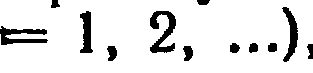 = 1, 2, ...),